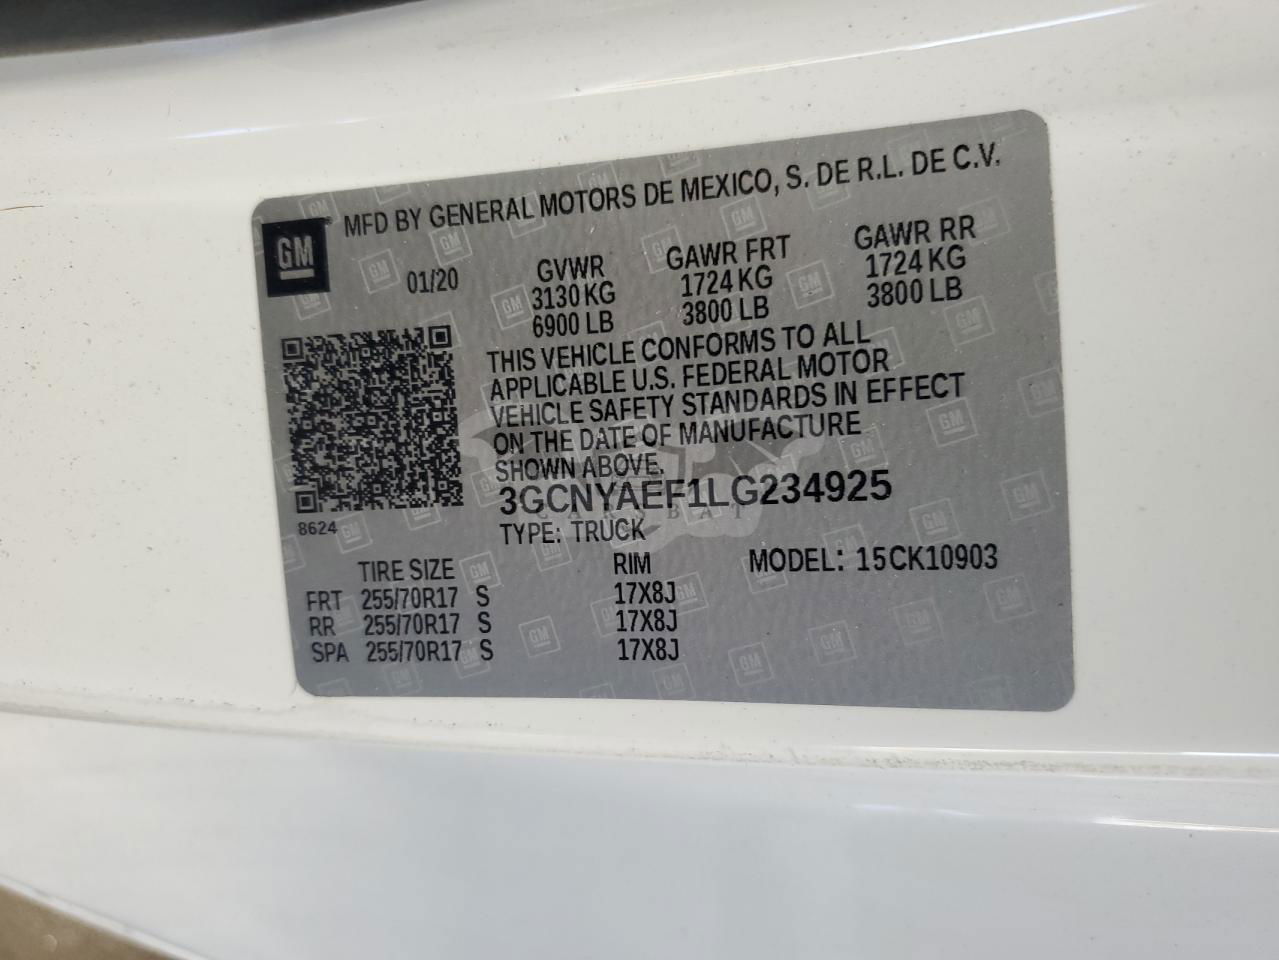 GM
MFD BY GENERAL MOTORS DE MEXICO, S. DE R.L. DE C.V.
01/20
GVWR
3130 KG
6900 LB
GAWR FRT
1724 KG
3800 LB
GAWR RR
1724 KG
3800 LB
THIS VEHICLE CONFORMS TO ALL
APPLICABLE U.S. FEDERAL MOTOR
VEHICLE SAFETY STANDARDS IN EFFECT
ON THE DATE OF MANUFACTURE
SHOWN ABOVE.
3GCNYAEF1LG234925
CARSBAT
8624
TYPE: TRUCK
TIRE SIZE RIM MODEL: 15CK10903
FRT 255/70R17 S 17X8J
RR 255/70R17 S 17X8J
SPA 255/70R17 S 17X8J